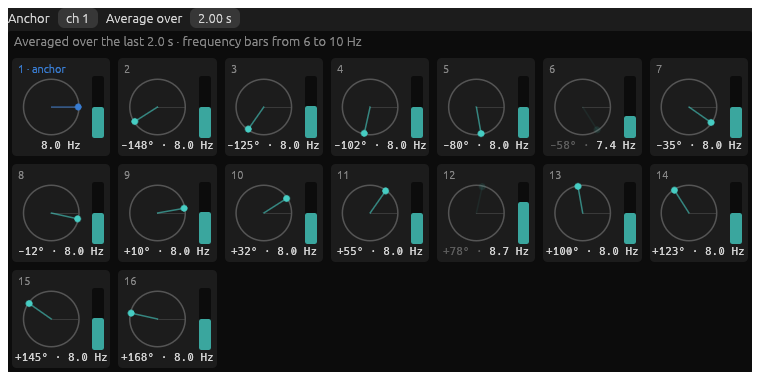 Anchor ch 1 Average over 2.00 s
Averaged over the last 2.0 s · frequency bars from 6 to 10 Hz
1 · anchor
8.0 Hz
2
−148° · 8.0 Hz
3
−125° · 8.0 Hz
4
−102° · 8.0 Hz
5
−80° · 8.0 Hz
6
−58° · 7.4 Hz
7
−35° · 8.0 Hz
8
−12° · 8.0 Hz
9
+10° · 8.0 Hz
10
+32° · 8.0 Hz
11
+55° · 8.0 Hz
12
+78° · 8.7 Hz
13
+100° · 8.0 Hz
14
+123° · 8.0 Hz
15
+145° · 8.0 Hz
16
+168° · 8.0 Hz